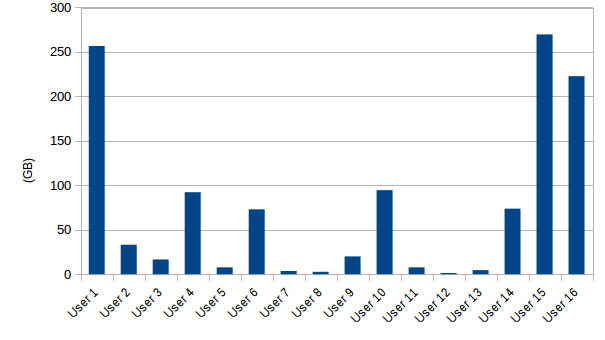 300
250
200
150
100
50
0
(GB)
User 1
User 2
User 3
User 4
User 5
User 6
User 7
User 8
User 9
User 10
User 11
User 12
User 13
User 14
User 15
User 16